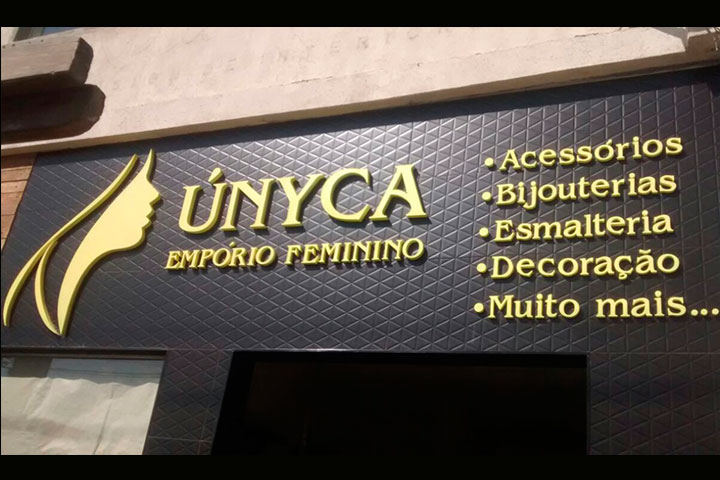 ÚNYCA
EMPÓRIO FEMININO
•Acessórios
•Bijouterias
•Esmalteria
•Decoração
•Muito mais...